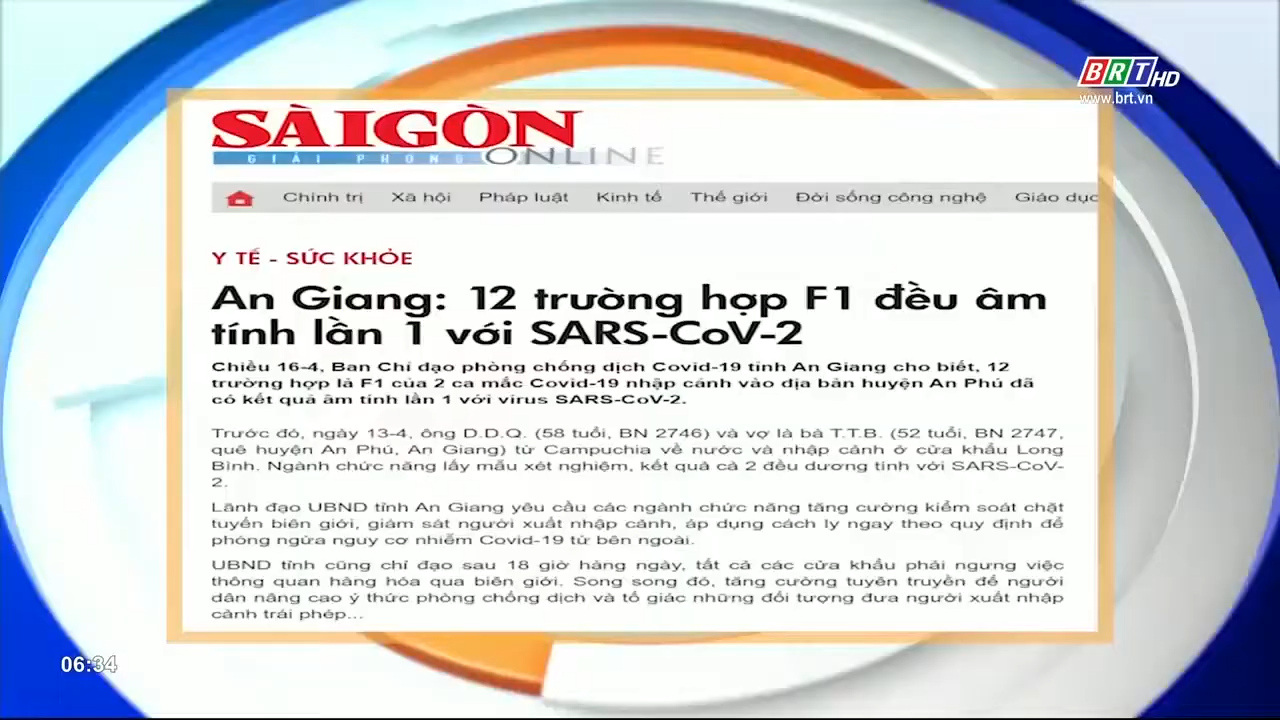 BRT HD
www.brt.vn
SÀIGÒN
GIẢI PHÓNG ONLINE
Chính trị Xã hội Pháp luật Kinh tế Thế giới Đời sống công nghệ Giáo dục
Y TẾ - SỨC KHỎE
An Giang: 12 trường hợp F1 đều âm
tính lần 1 với SARS-CoV-2
Chiều 16-4, Ban Chỉ đạo phòng chống dịch Covid-19 tỉnh An Giang cho biết, 12
trường hợp là F1 của 2 ca mắc Covid-19 nhập cảnh vào địa bàn huyện An Phú đã
có kết quả âm tính lần 1 với virus SARS-CoV-2.
Trước đó, ngày 13-4, ông D.D.Q. (58 tuổi, BN 2746) và vợ là bà T.T.B. (52 tuổi, BN 2747,
quê huyện An Phú, An Giang) từ Campuchia về nước và nhập cảnh ở cửa khẩu Long
Bình. Ngành chức năng lấy mẫu xét nghiệm, kết quả cả 2 đều dương tính với SARS-CoV-
2.
Lãnh đạo UBND tỉnh An Giang yêu cầu các ngành chức năng tăng cường kiểm soát chặt
tuyến biên giới, giám sát người xuất nhập cảnh, áp dụng cách ly ngay theo quy định để
phòng ngừa nguy cơ nhiễm Covid-19 từ bên ngoài.
UBND tỉnh cũng chỉ đạo sau 18 giờ hàng ngày, tất cả các cửa khẩu phải ngưng việc
thông quan hàng hóa qua biên giới. Song song đó, tăng cường tuyên truyền để người
dân nâng cao ý thức phòng chống dịch và tố giác những đối tượng đưa người xuất nhập
cảnh trái phép...
06:34